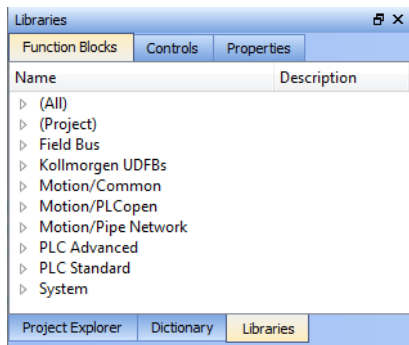 Libraries
Function Blocks Controls Properties
Name Description
(All)
(Project)
Field Bus
Kollmorgen UDFBs
Motion/Common
Motion/PLCopen
Motion/Pipe Network
PLC Advanced
PLC Standard
System
Project Explorer Dictionary Libraries